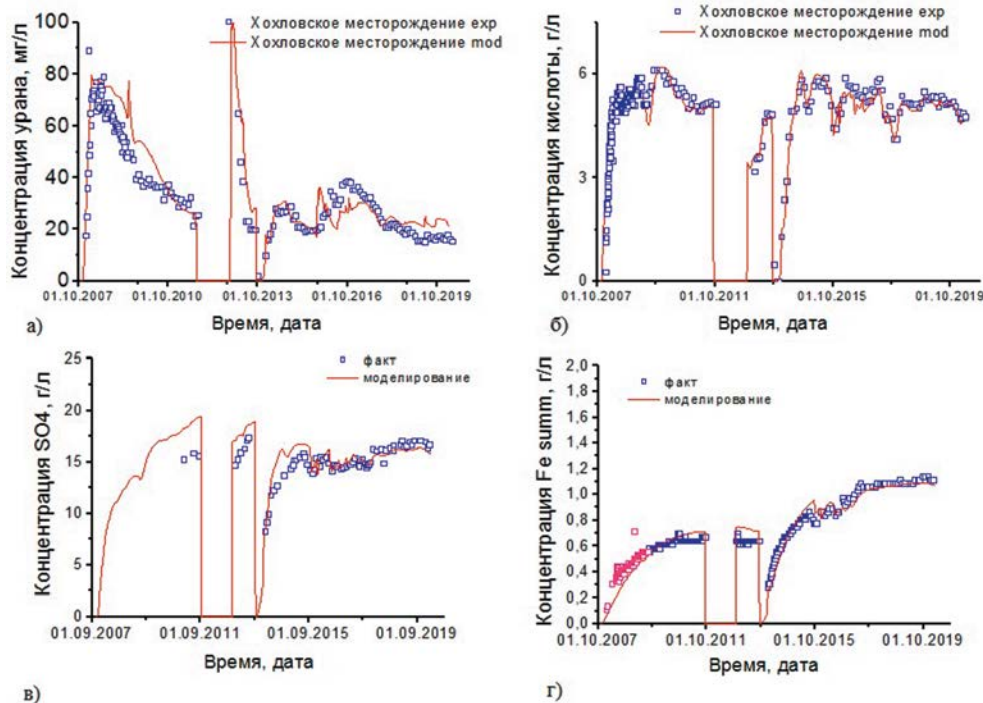 Концентрация урана, мг/л
100
80
60
40
20
0
Хохловское месторождение exp
Хохловское месторождение mod
01.10.2007
01.10.2010
01.10.2013
01.10.2016
01.10.2019
Время, дата
а)
Концентрация кислоты, г/л
6
3
0
Хохловское месторождение exp
Хохловское месторождение mod
01.10.2007
01.10.2011
01.10.2015
01.10.2019
Время, дата
б)
Концентрация SO4, г/л
25
20
15
10
5
0
факт
моделирование
01.09.2007
01.09.2011
01.09.2015
01.09.2019
Время, дата
в)
Концентрация Fe summ, г/л
2,0
1,8
1,6
1,4
1,2
1,0
0,8
0,6
0,4
0,2
0,0
факт
моделирование
01.10.2007
01.10.2011
01.10.2015
01.10.2019
Время, дата
г)